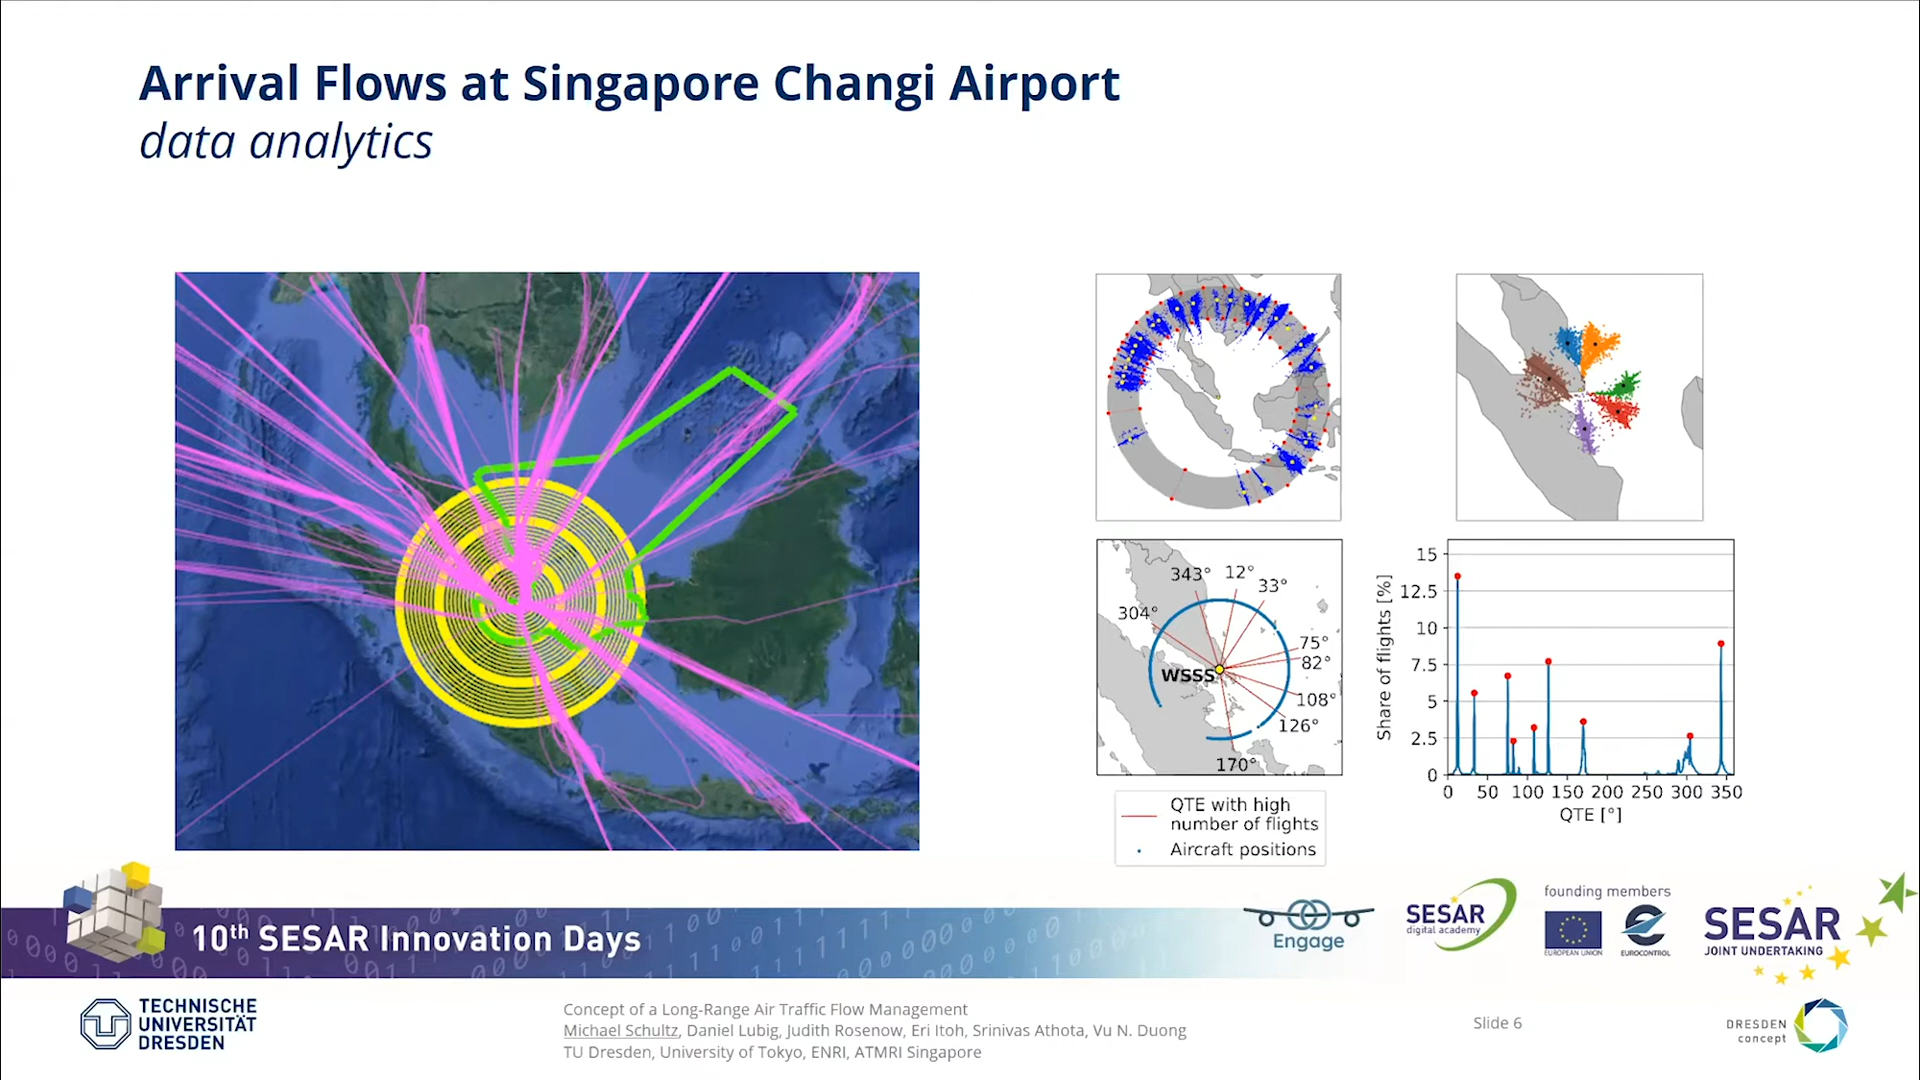 Arrival Flows at Singapore Changi Airport
data analytics
343°
12°
33°
304°
75°
82°
WSSS
108°
126°
170°
QTE with high
number of flights
Aircraft positions
Share of flights [%]
15
12.5
10
7.5
5
2.5
0
0 50 100 150 200 250 300 350
QTE [°]
10th SESAR Innovation Days
Engage
SESAR
digital academy
founding members
EUROPEAN UNION
EUROCONTROL
SESAR
JOINT UNDERTAKING
TECHNISCHE
UNIVERSITÄT
DRESDEN
Concept of a Long-Range Air Traffic Flow Management
Michael Schultz, Daniel Lubig, Judith Rosenow, Eri Itoh, Srinivas Athota, Vu N. Duong
TU Dresden, University of Tokyo, ENRI, ATMRI Singapore
Slide 6
DRESDEN
concept